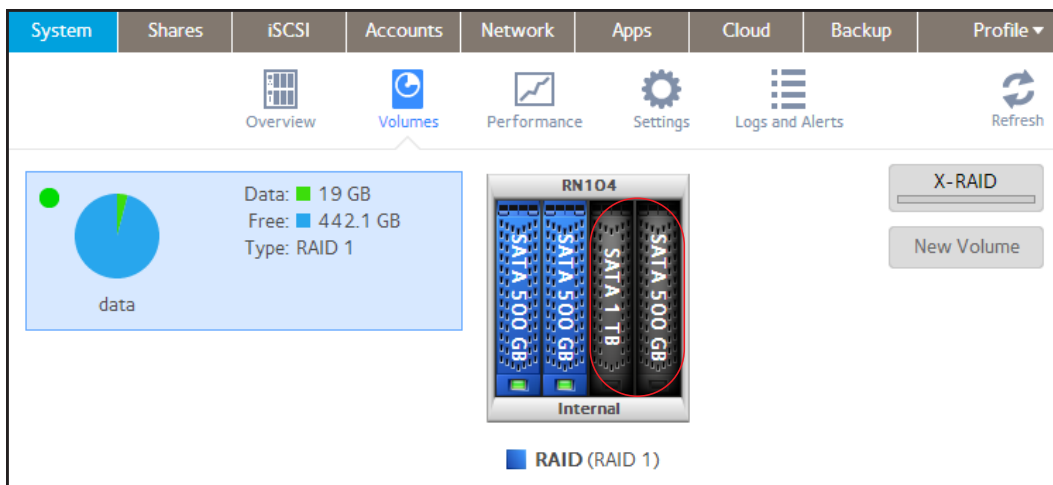 System Shares iSCSI Accounts Network Apps Cloud Backup Profile
Overview Volumes Performance Settings Logs and Alerts Refresh
Data: 19 GB
Free: 442.1 GB
Type: RAID 1
data
RN104
SATA 500 GB
SATA 500 GB
SATA 1 TB
SATA 500 GB
Internal
RAID (RAID 1)
X-RAID
New Volume